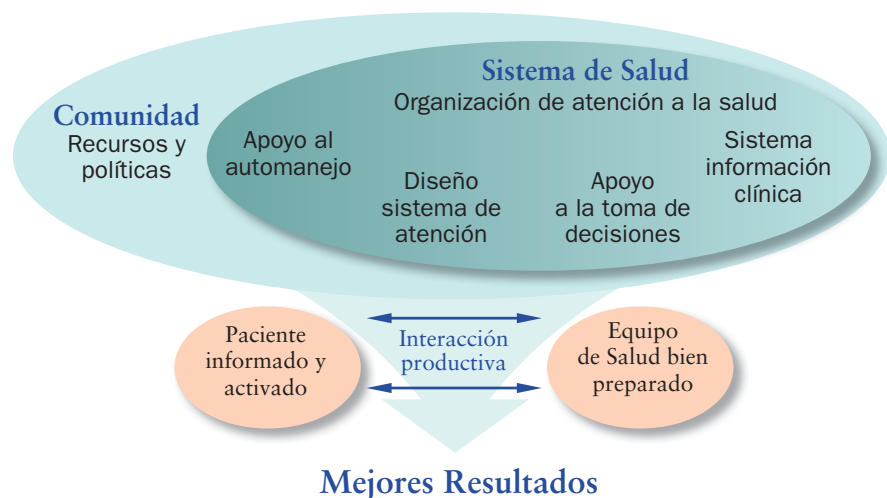 Sistema de Salud
Organización de atención a la salud
Comunidad
Recursos y
políticas
Apoyo al
automanejo
Diseño
sistema de
atención
Apoyo
a la toma de
decisiones
Sistema
información
clínica
Paciente
informado y
activado
Interacción
productiva
Equipo
de Salud bien
preparado
Mejores Resultados